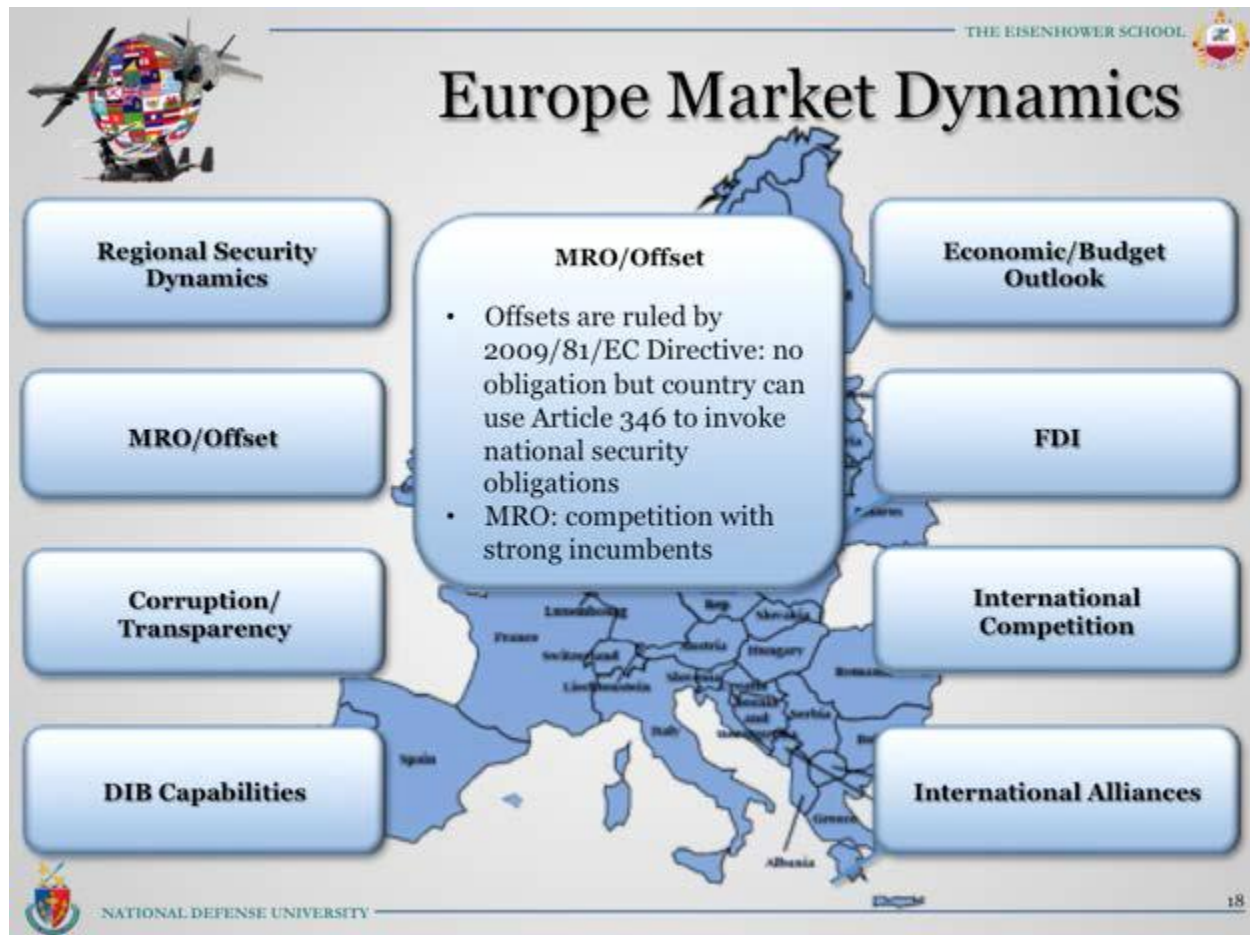 THE EISENHOWER SCHOOL
Europe Market Dynamics
Regional Security
Dynamics
MRO/Offset
Corruption/
Transparency
DIB Capabilities
MRO/Offset
• Offsets are ruled by
2009/81/EC Directive: no
obligation but country can
use Article 346 to invoke
national security
obligations
• MRO: competition with
strong incumbents
Economic/Budget
Outlook
FDI
International
Competition
International Alliances
Luxembourg
Rep
Slovakia
France
Switzerland
Austria
Hungary
Liechtenstein
and
Serbia
Italy
Spain
Greece
Albania
NATIONAL DEFENSE UNIVERSITY
18